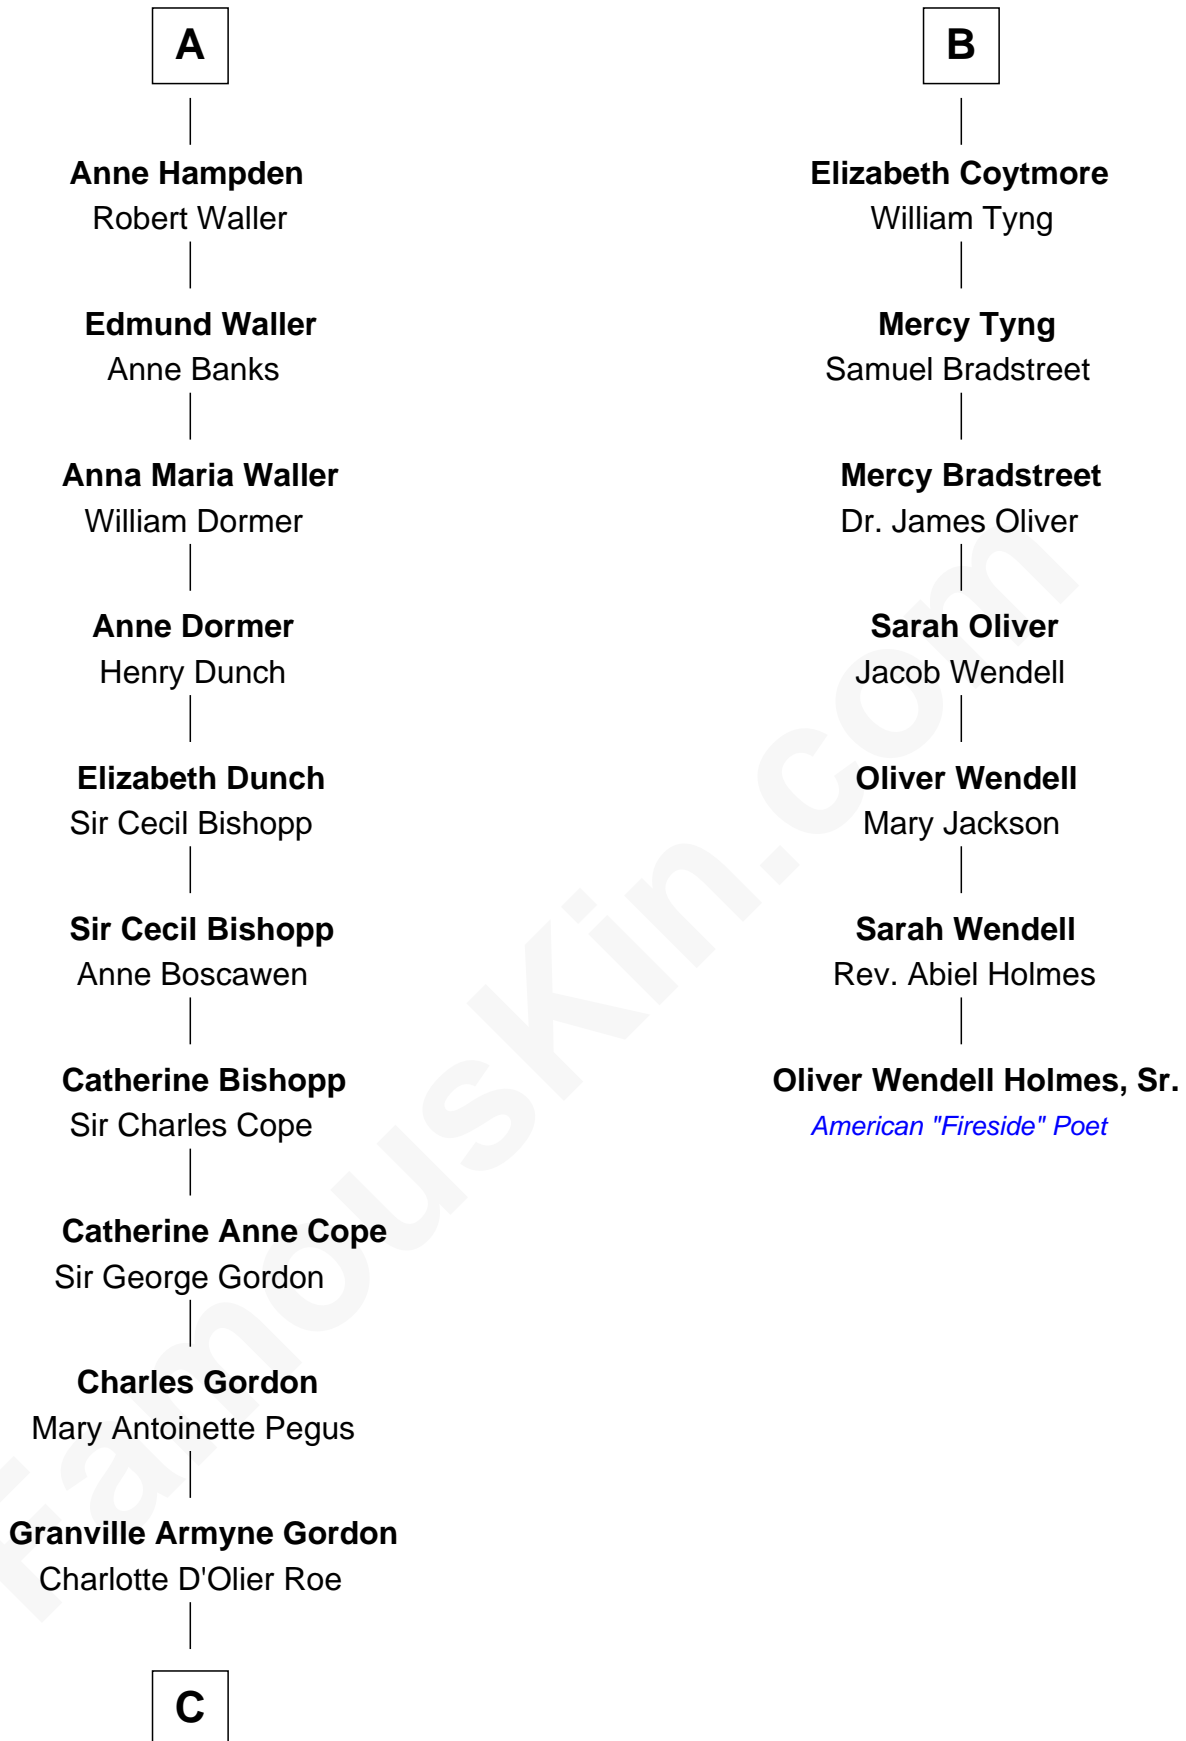 A
Anne Hampden
Robert Waller
Edmund Waller
Anne Banks
Anna Maria Waller
William Dormer
Anne Dormer
Henry Dunch
Elizabeth Dunch
Sir Cecil Bishopp
Sir Cecil Bishopp
Anne Boscawen
Catherine Bishopp
Sir Charles Cope
Catherine Anne Cope
Sir George Gordon
Charles Gordon
Mary Antoinette Pegus
Granville Armyne Gordon
Charlotte D'Olier Roe
C
B
Elizabeth Coytmore
William Tyng
Mercy Tyng
Samuel Bradstreet
Mercy Bradstreet
Dr. James Oliver
Sarah Oliver
Jacob Wendell
Oliver Wendell
Mary Jackson
Sarah Wendell
Rev. Abiel Holmes
Oliver Wendell Holmes, Sr.
American "Fireside" Poet
FamousKin.com